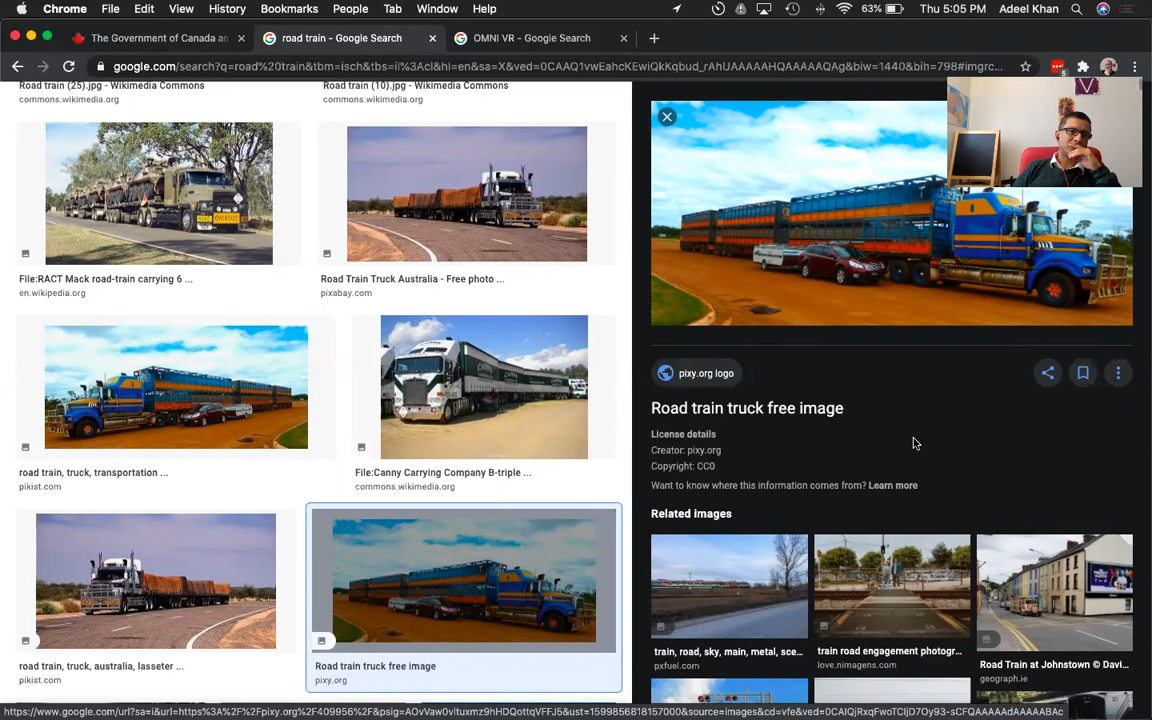 Chrome File Edit View History Bookmarks People Tab Window Help 63% Thu 5:05 PM Adeel Khan
The Government of Canada an road train - Google Search OMNI VR - Google Search
google.com/search?q=road%20train&tbm=isch&tbs=il%3Acl&hl=en&sa=X&ved=0CAAQ1vwEahcKEwiQkKqbud_rAhUAAAAAHQAAAAAQAg&biw=1440&bih=798#imgrc... 5
Road train (25).jpg - Wikimedia Commons Road train (10).jpg - Wikimedia Commons
commons.wikimedia.org commons.wikimedia.org
OVERSIZE
File:RACT Mack road-train carrying 6 ... Road Train Truck Australia - Free photo ...
en.wikipedia.org pixabay.com
pixy.org logo
Road train truck free image
License details
Creator: pixy.org
Copyright: CC0
Want to know where this information comes from? Learn more
road train, truck, transportation ... File:Canny Carrying Company B-triple ...
pikist.com commons.wikimedia.org
Related images
road train, truck, australia, lasseter ... Road train truck free image
pikist.com pixy.org
train, road, sky, main, metal, sce... train road engagement photogr... Road Train at Johnstown © Davi...
pxfuel.com love.nimagens.com geograph.ie